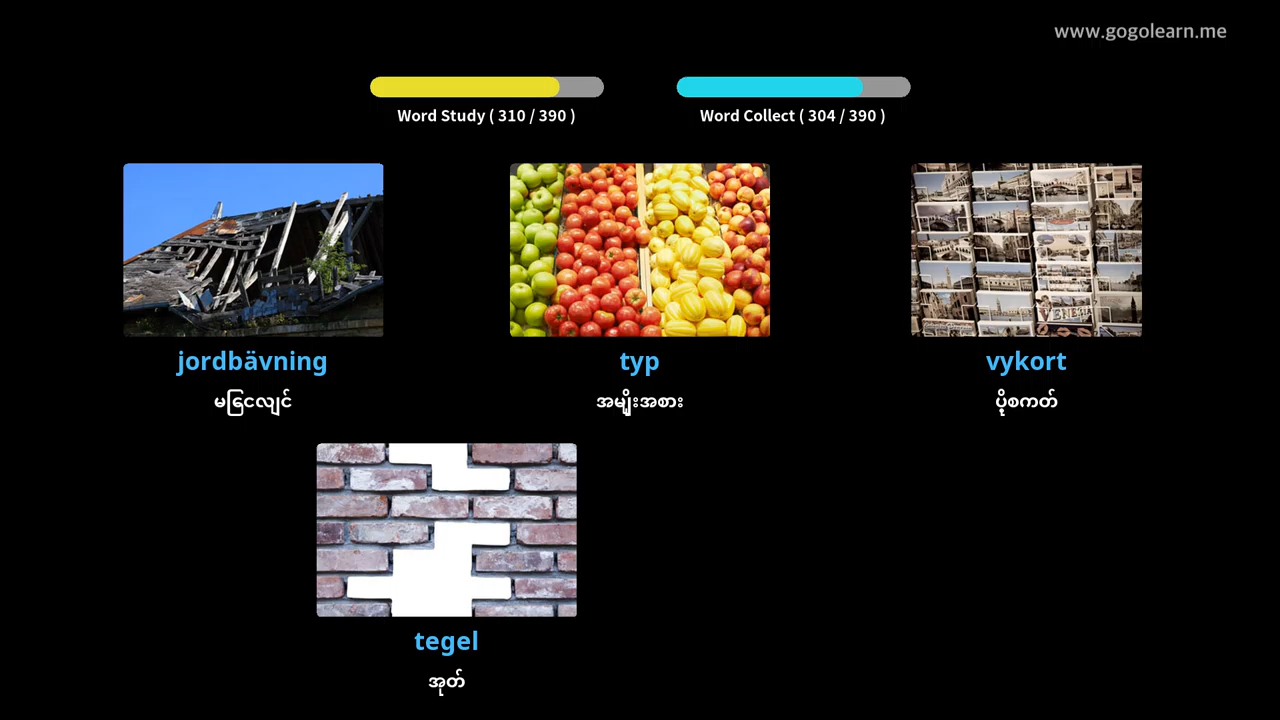 www.gogolearn.me
Word Study ( 310 / 390 )
Word Collect ( 304 / 390 )
jordbävning
typ
vykort
မြေငလျင်
အမျိုးအစား
ပို့စကတ်
VENEZIA
tegel
အုတ်